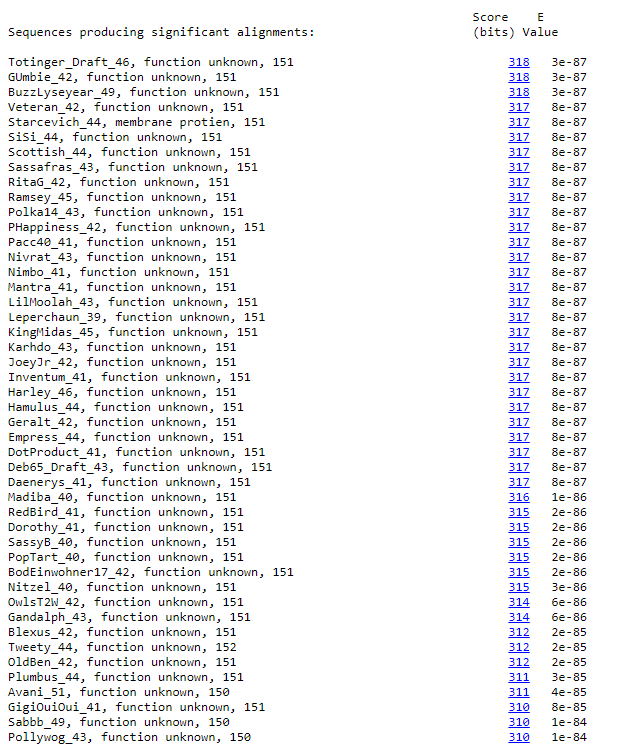 Score E
Sequences producing significant alignments: (bits) Value
Totinger_Draft_46, function unknown, 151 318 3e-87
GUmbie_42, function unknown, 151 318 3e-87
BuzzLyseyear_49, function unknown, 151 318 3e-87
Veteran_42, function unknown, 151 317 8e-87
Starcevich_44, membrane protien, 151 317 8e-87
SiSi_44, function unknown, 151 317 8e-87
Scottish_44, function unknown, 151 317 8e-87
Sassafras_43, function unknown, 151 317 8e-87
RitaG_42, function unknown, 151 317 8e-87
Ramsey_45, function unknown, 151 317 8e-87
Polka14_43, function unknown, 151 317 8e-87
PHappiness_42, function unknown, 151 317 8e-87
Pacc40_41, function unknown, 151 317 8e-87
Nivrat_43, function unknown, 151 317 8e-87
Nimbo_41, function unknown, 151 317 8e-87
Mantra_41, function unknown, 151 317 8e-87
LilMoolah_43, function unknown, 151 317 8e-87
Leperchaun_39, function unknown, 151 317 8e-87
KingMidas_45, function unknown, 151 317 8e-87
Karhdo_43, function unknown, 151 317 8e-87
JoeyJr_42, function unknown, 151 317 8e-87
Inventum_41, function unknown, 151 317 8e-87
Harley_46, function unknown, 151 317 8e-87
Hamulus_44, function unknown, 151 317 8e-87
Geralt_42, function unknown, 151 317 8e-87
Empress_44, function unknown, 151 317 8e-87
DotProduct_41, function unknown, 151 317 8e-87
Deb65_Draft_43, function unknown, 151 317 8e-87
Daenerys_41, function unknown, 151 317 8e-87
Madiba_40, function unknown, 151 316 1e-86
RedBird_41, function unknown, 151 315 2e-86
Dorothy_41, function unknown, 151 315 2e-86
SassyB_40, function unknown, 151 315 2e-86
PopTart_40, function unknown, 151 315 2e-86
BodEinwohner17_42, function unknown, 151 315 2e-86
Nitzel_40, function unknown, 151 315 3e-86
OwlsT2W_42, function unknown, 151 314 6e-86
Gandalph_43, function unknown, 151 314 6e-86
Blexus_42, function unknown, 151 312 2e-85
Tweety_44, function unknown, 152 312 2e-85
OldBen_42, function unknown, 151 312 2e-85
Plumbus_44, function unknown, 151 311 3e-85
Avani_51, function unknown, 150 311 4e-85
GigiOuiOui_41, function unknown, 151 310 8e-85
Sabbb_49, function unknown, 150 310 1e-84
Pollywog_43, function unknown, 150 310 1e-84